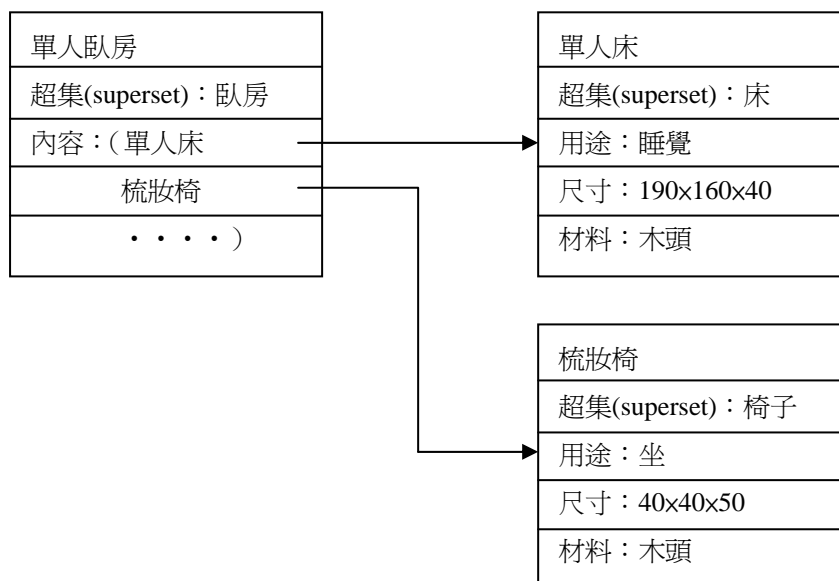 單人臥房
超集(superset)：臥房
內容：（單人床
梳妝椅
・・・・）
單人床
超集(superset)：床
用途：睡覺
尺寸：190x160x40
材料：木頭
梳妝椅
超集(superset)：椅子
用途：坐
尺寸：40x40x50
材料：木頭